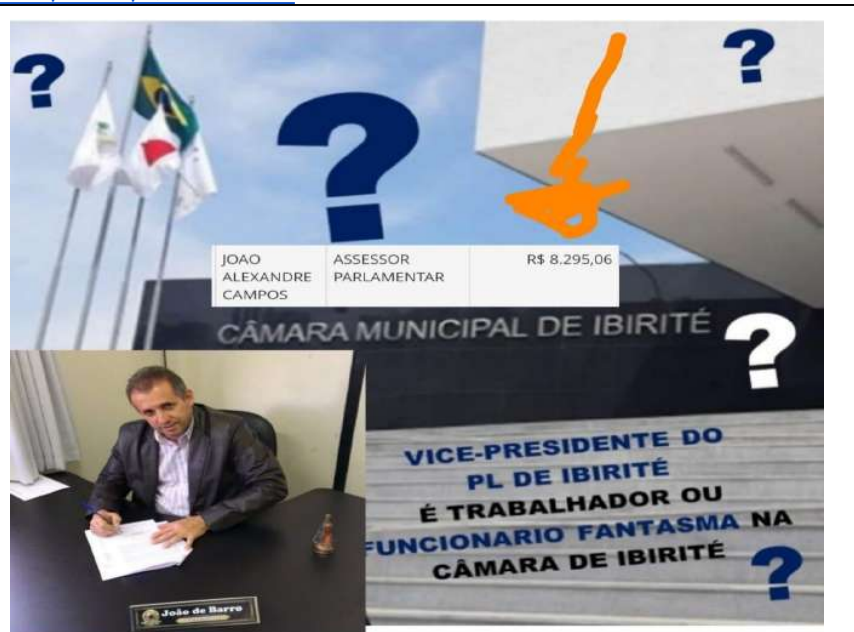 ?
?
?
JOAO ASSESSOR R$ 8.295,06
ALEXANDRE PARLAMENTAR
CAMPOS
CÂMARA MUNICIPAL DE IBIRITÉ
?
VICE-PRESIDENTE DO
PL DE IBIRITÉ
É TRABALHADOR OU
FUNCIONARIO FANTASMA NA
CÂMARA DE IBIRITÉ
?
João de Barro